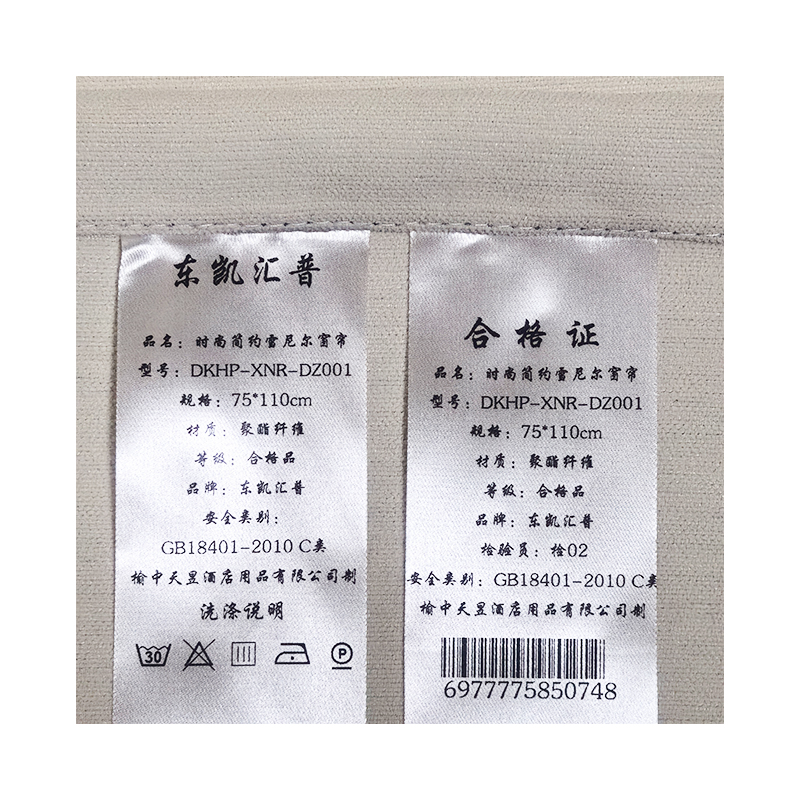 东凯汇普
品名：时尚简约雪尼尔窗帘
型号：DKHP-XNR-DZ001
规格：75*110cm
材质：聚酯纤维
等级：合格品
品牌：东凯汇普
安全类别：
GB18401-2010 C类
榆中天昱酒店用品有限公司制
洗涤说明
30
P
合格证
品名：时尚简约雪尼尔窗帘
型号：DKHP-XNR-DZ001
规格：75*110cm
材质：聚酯纤维
等级：合格品
品牌：东凯汇普
检验员：检02
安全类别：GB18401-2010 C类
榆中天昱酒店用品有限公司制
6977775850748